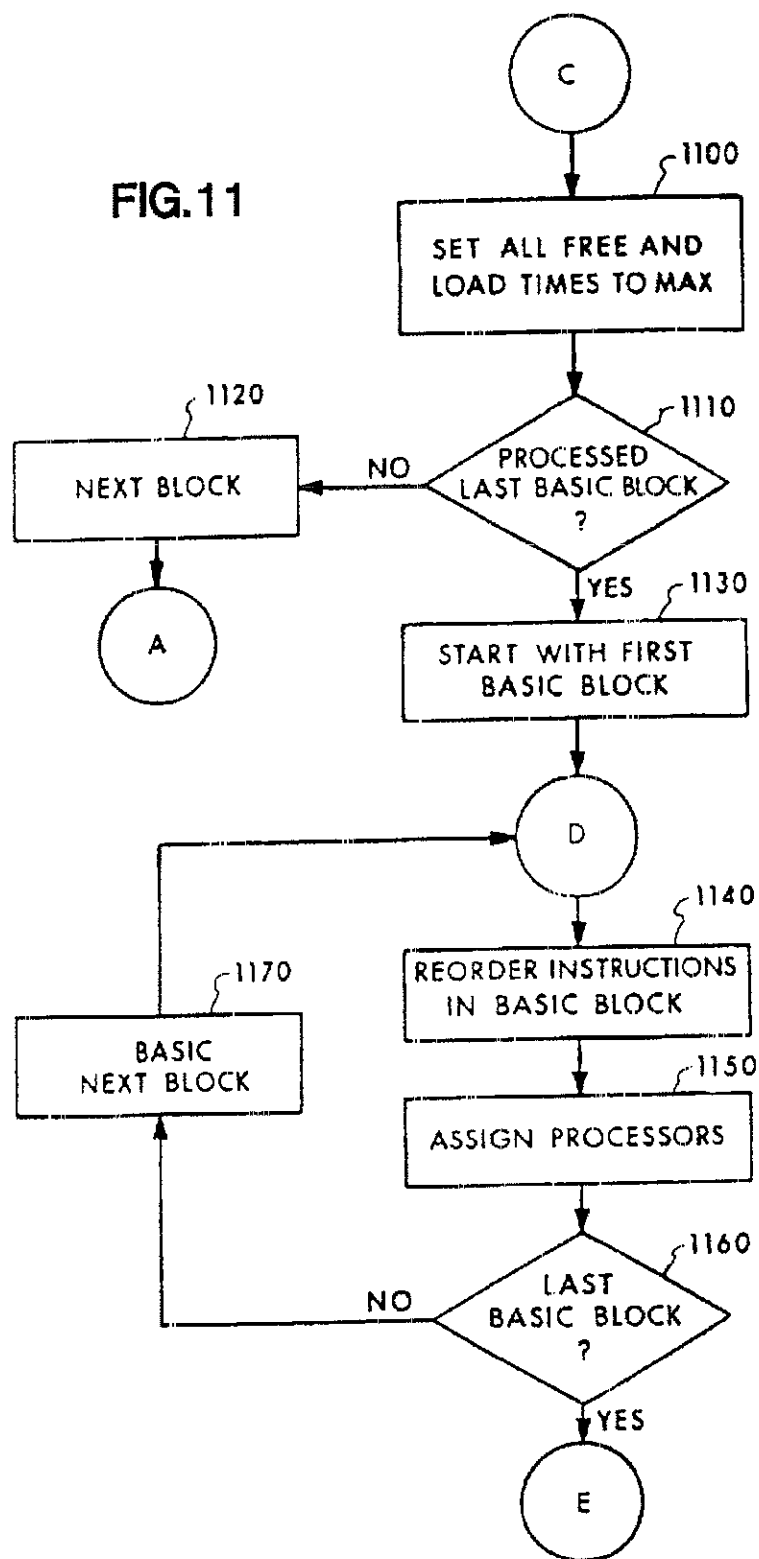 C
FIG.11
1100
SET ALL FREE AND
LOAD TIMES TO MAX
1120
1110
NEXT BLOCK
NO
PROCESSED
LAST BASIC BLOCK
?
YES
1130
A
START WITH FIRST
BASIC BLOCK
D
1140
REORDER INSTRUCTIONS
IN BASIC BLOCK
1170
BASIC
NEXT BLOCK
1150
ASSIGN PROCESSORS
1160
NO
LAST
BASIC BLOCK
?
YES
E